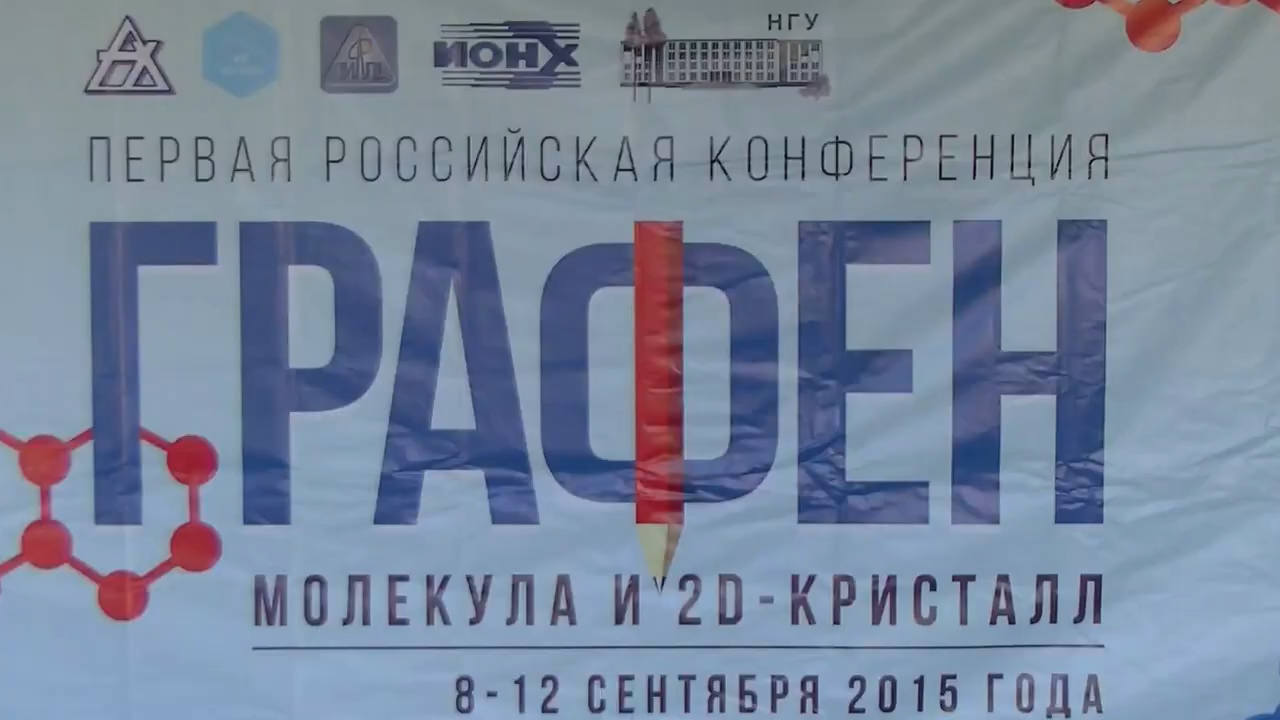 ИОНХ
НГУ
ПЕРВАЯ РОССИЙСКАЯ КОНФЕРЕНЦИЯ
ГРАФЕН
МОЛЕКУЛА И 2D-КРИСТАЛЛ
8-12 СЕНТЯБРЯ 2015 ГОДА